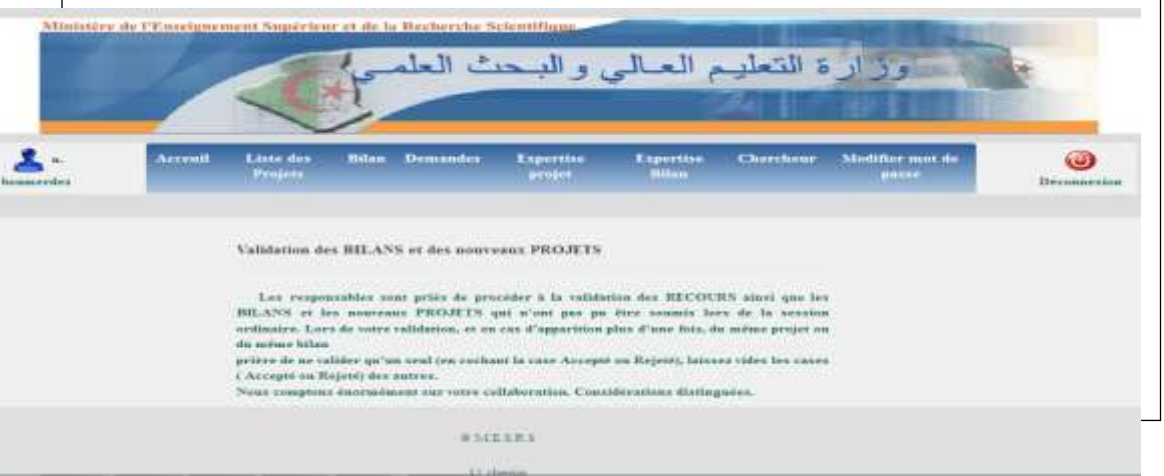 Ministère de l'Enseignement Supérieur et de la Recherche Scientifique
وزارة التعليم العالي والبحث العلمي
Accueil Liste des Bilan Demandes Expertise Expertise Chercheur Modifier mot de
Projets projet Bilan passe
boumerdes
Déconnexion
Validation des BILANS et des nouveaux PROJETS
Les responsables sont priés de procéder à la validation des RECOURS ainsi que les
BILANS et les nouveaux PROJETS qui n'ont pas pu être soumis lors de la session
ordinaire. Lors de votre validation, et en cas d'apparition plus d'une fois, du même projet ou
du même bilan
prière de ne valider qu'un seul (en cochant la case Accepté ou Rejeté), laissez vides les cases
( Accepté ou Rejeté) des autres.
Nous comptons énormément sur votre collaboration. Considérations distinguées.